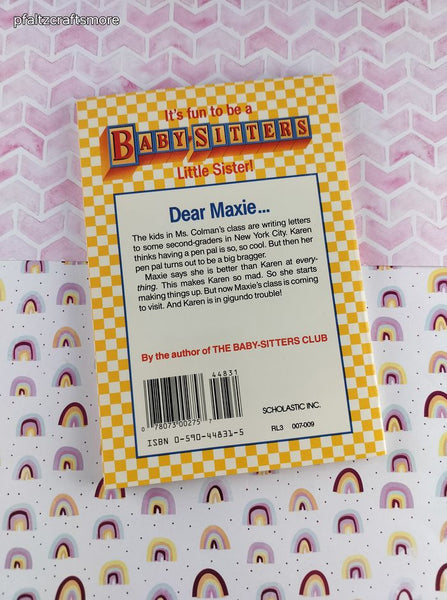 pfaltzcraftsmore
It's fun to be a
BABY-SITTERS
Little Sister!
Dear Maxie...
The kids in Ms. Colman's class are writing letters
to some second-graders in New York City. Karen
thinks having a pen pal is so, so cool. But then her
pen pal turns out to be a big bragger.
Maxie says she is better than Karen at every-
thing. This makes Karen so mad. So she starts
making things up. But now Maxie's class is coming
to visit. And Karen is in gigundo trouble!
By the author of THE BABY-SITTERS CLUB
44831
0 78073 00275 7
ISBN 0-590-44831-5
SCHOLASTIC INC.
RL3 007-009